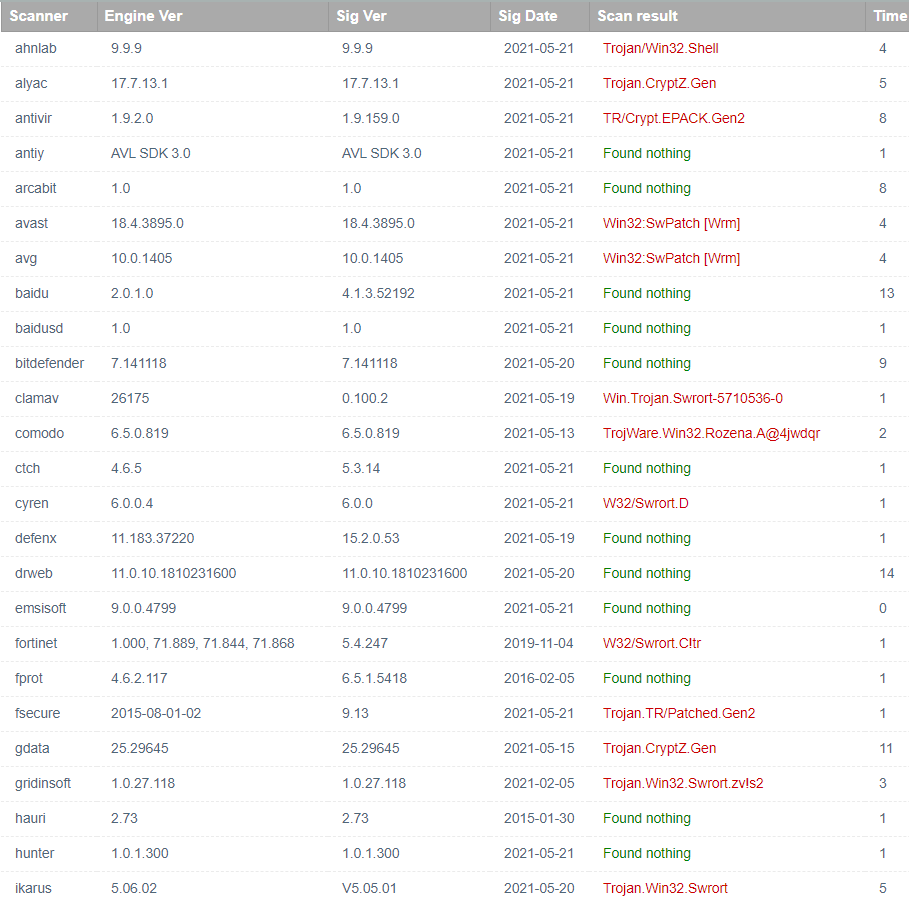 Scanner Engine Ver Sig Ver Sig Date Scan result Time
ahnlab 9.9.9 9.9.9 2021-05-21 Trojan/Win32.Shell 4
alyac 17.7.13.1 17.7.13.1 2021-05-21 Trojan.CryptZ.Gen 5
antivir 1.9.2.0 1.9.159.0 2021-05-21 TR/Crypt.EPACK.Gen2 8
antiy AVL SDK 3.0 AVL SDK 3.0 2021-05-21 Found nothing 1
arcabit 1.0 1.0 2021-05-21 Found nothing 8
avast 18.4.3895.0 18.4.3895.0 2021-05-21 Win32:SwPatch [Wrm] 4
avg 10.0.1405 10.0.1405 2021-05-21 Win32:SwPatch [Wrm] 4
baidu 2.0.1.0 4.1.3.52192 2021-05-21 Found nothing 13
baidusd 1.0 1.0 2021-05-21 Found nothing 1
bitdefender 7.141118 7.141118 2021-05-20 Found nothing 9
clamav 26175 0.100.2 2021-05-19 Win.Trojan.Swrort-5710536-0 1
comodo 6.5.0.819 6.5.0.819 2021-05-13 TrojWare.Win32.Rozena.A@4jwdqr 2
ctch 4.6.5 5.3.14 2021-05-21 Found nothing 1
cyren 6.0.0.4 6.0.0 2021-05-21 W32/Swrort.D 1
defenx 11.183.37220 15.2.0.53 2021-05-19 Found nothing 1
drweb 11.0.10.1810231600 11.0.10.1810231600 2021-05-20 Found nothing 14
emsisoft 9.0.0.4799 9.0.0.4799 2021-05-21 Found nothing 0
fortinet 1.000, 71.889, 71.844, 71.868 5.4.247 2019-11-04 W32/Swrort.C!tr 1
fprot 4.6.2.117 6.5.1.5418 2016-02-05 Found nothing 1
fsecure 2015-08-01-02 9.13 2021-05-21 Trojan.TR/Patched.Gen2 1
gdata 25.29645 25.29645 2021-05-15 Trojan.CryptZ.Gen 11
gridinsoft 1.0.27.118 1.0.27.118 2021-02-05 Trojan.Win32.Swrort.zv!s2 3
hauri 2.73 2.73 2015-01-30 Found nothing 1
hunter 1.0.1.300 1.0.1.300 2021-05-21 Found nothing 1
ikarus 5.06.02 V5.05.01 2021-05-20 Trojan.Win32.Swrort 5